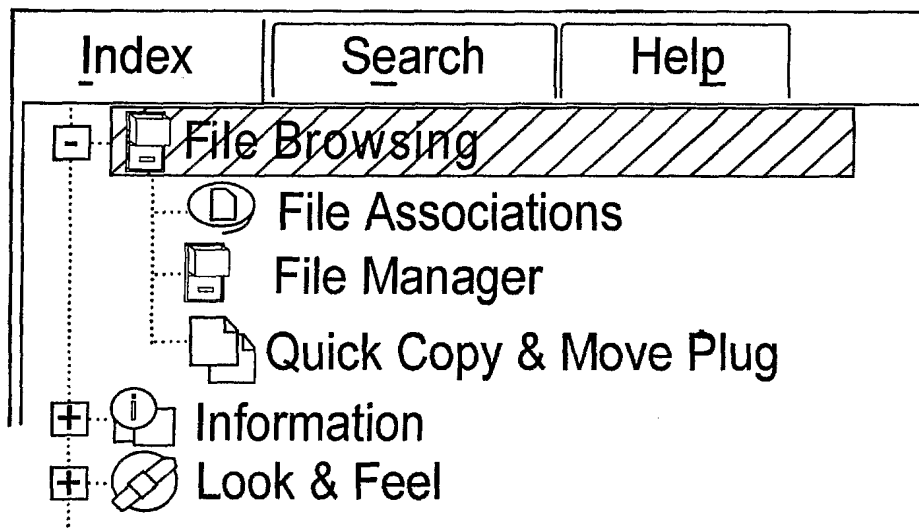 Index Search Help
File Browsing
File Associations
File Manager
Quick Copy & Move Plug
Information
Look & Feel